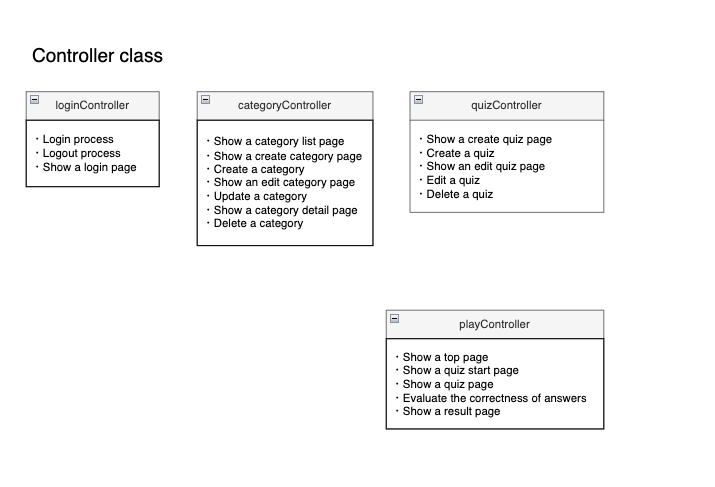 Controller class
loginController
・Login process
・Logout process
・Show a login page
categoryController
・Show a category list page
・Show a create category page
・Create a category
・Show an edit category page
・Update a category
・Show a category detail page
・Delete a category
quizController
・Show a create quiz page
・Create a quiz
・Show an edit quiz page
・Edit a quiz
・Delete a quiz
playController
・Show a top page
・Show a quiz start page
・Show a quiz page
・Evaluate the correctness of answers
・Show a result page